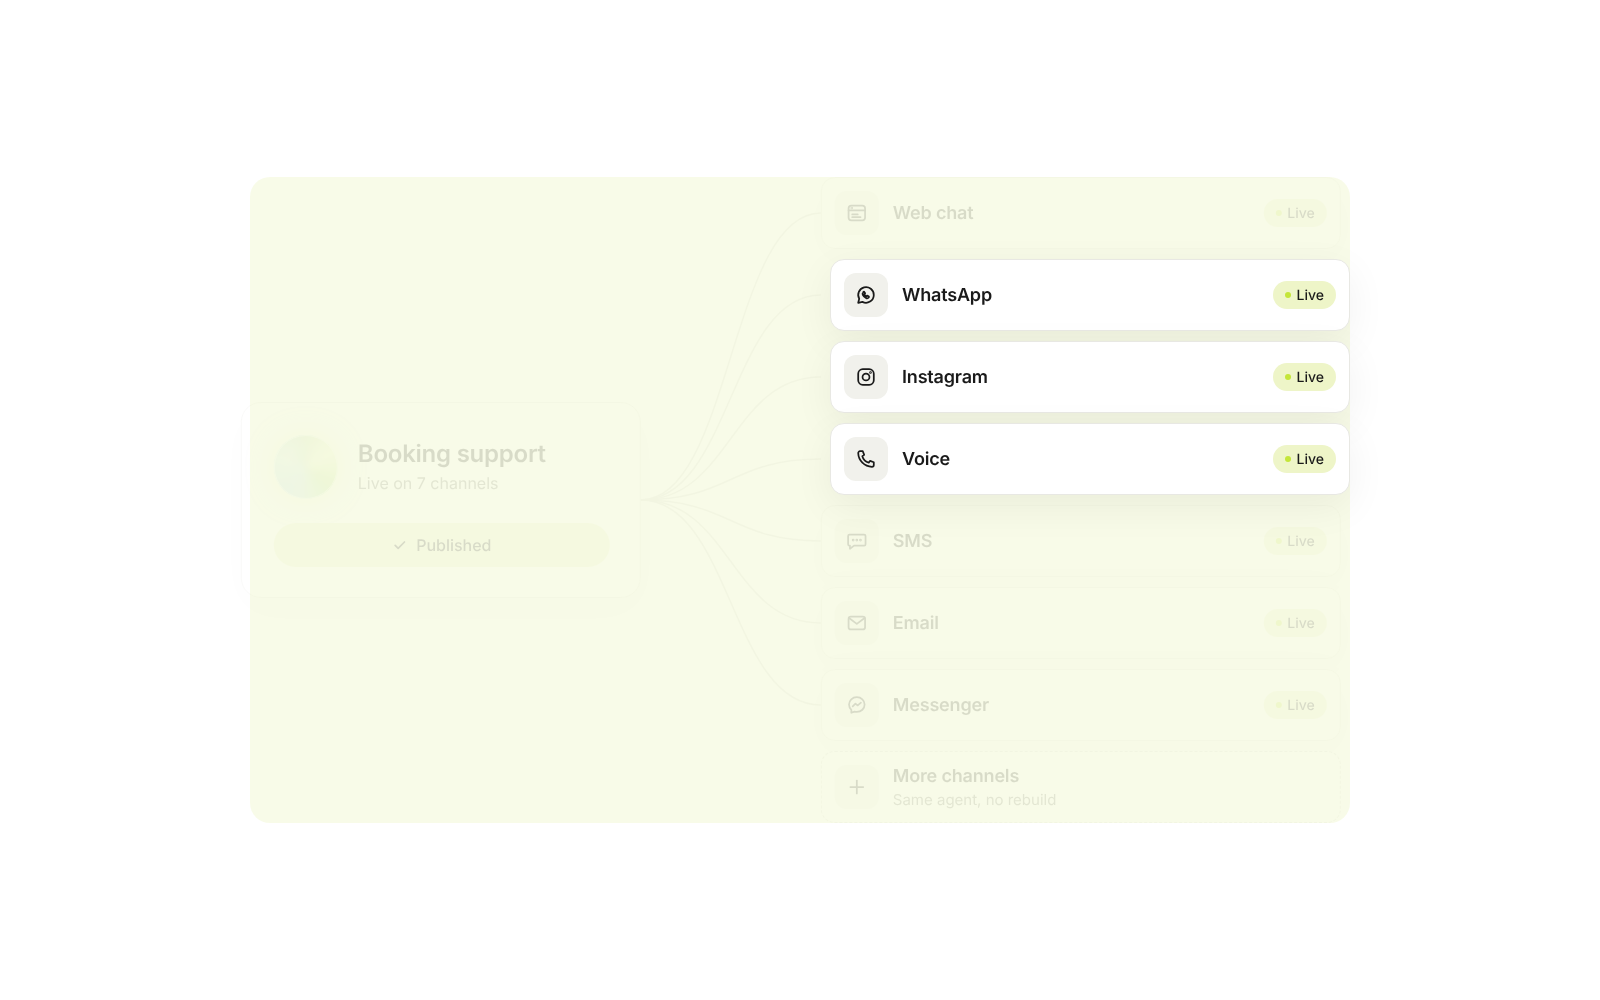 Web chat
Live
WhatsApp
Live
Instagram
Live
Booking support
Live on 7 channels
Published
Voice
Live
SMS
Live
Email
Live
Messenger
Live
More channels
Same agent, no rebuild